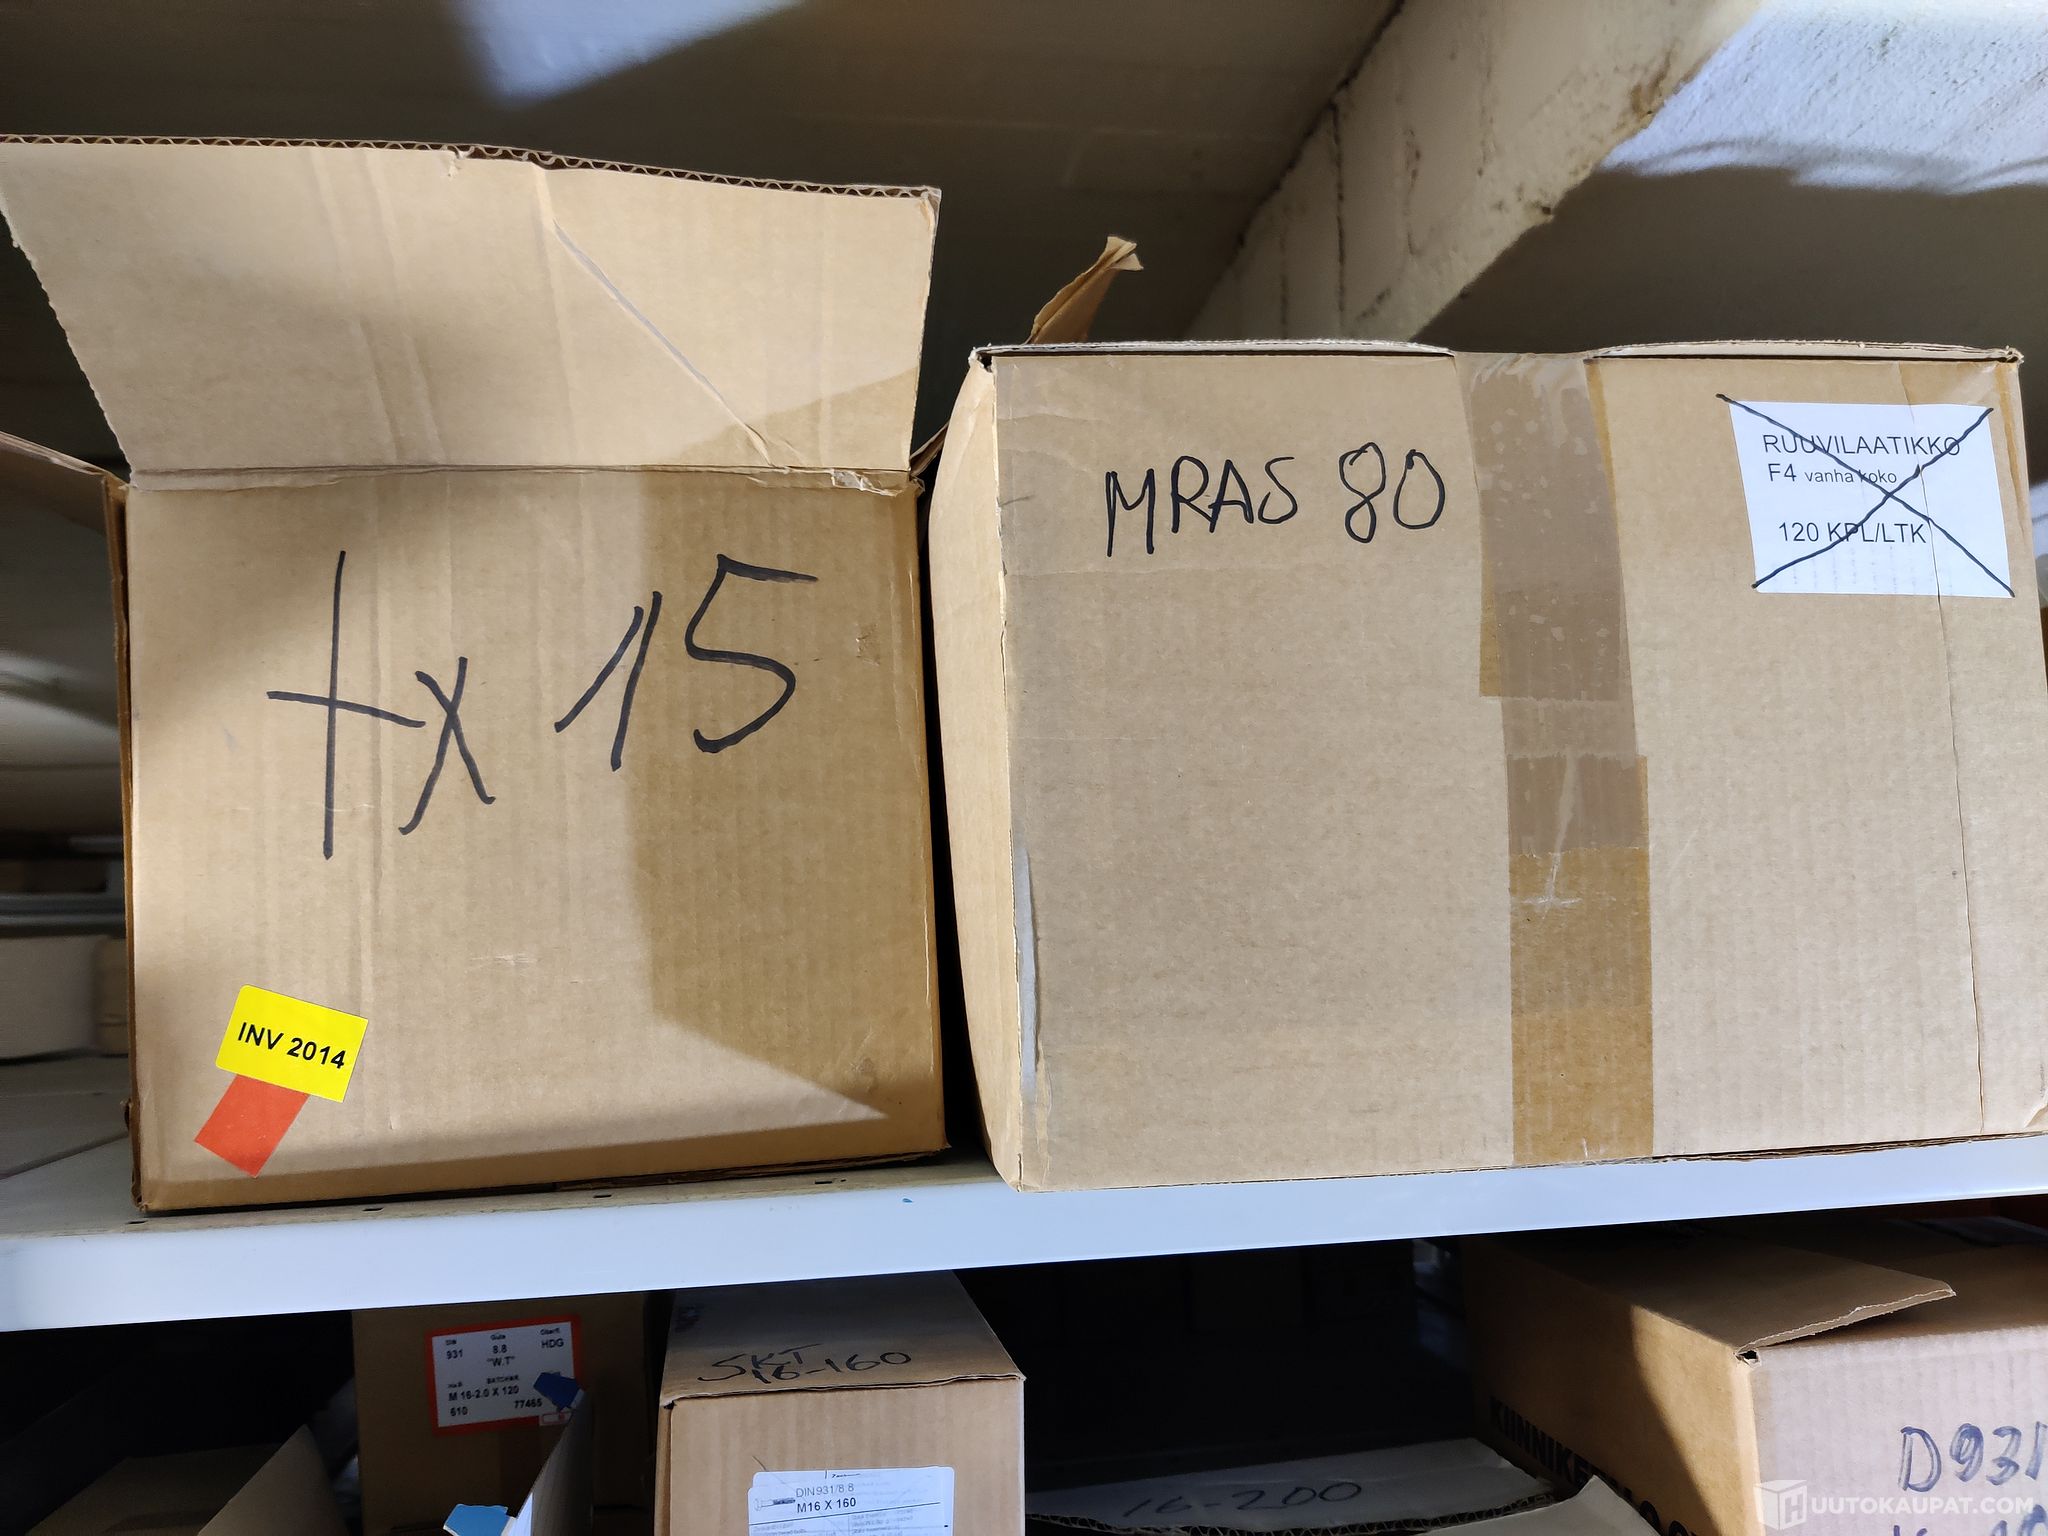 tx 15
INV 2014
MRAS 80
RUUVILAATIKKO
F4 vanha koko
120 KPL/LTK
931 8.8 HDG
"W.T"
M 16-2.0 X 120
610 77465
SKT
16-160
DIN931/8.8
M16 X 160
16-200
D931
HUUTOKAUPAT.COM